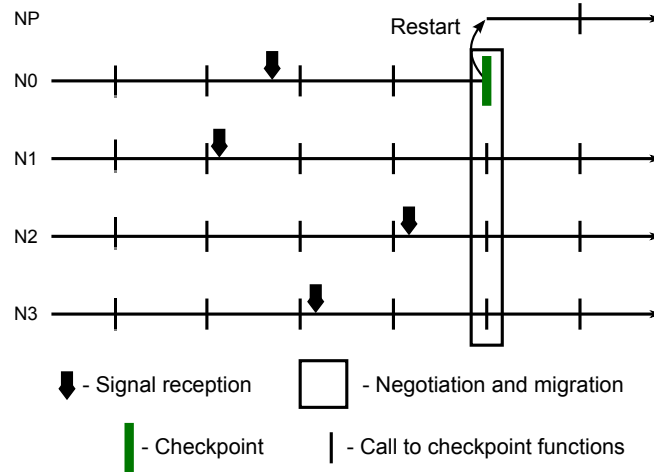 NP
Restart
N0
N1
N2
N3
- Signal reception
- Negotiation and migration
- Checkpoint
- Call to checkpoint functions